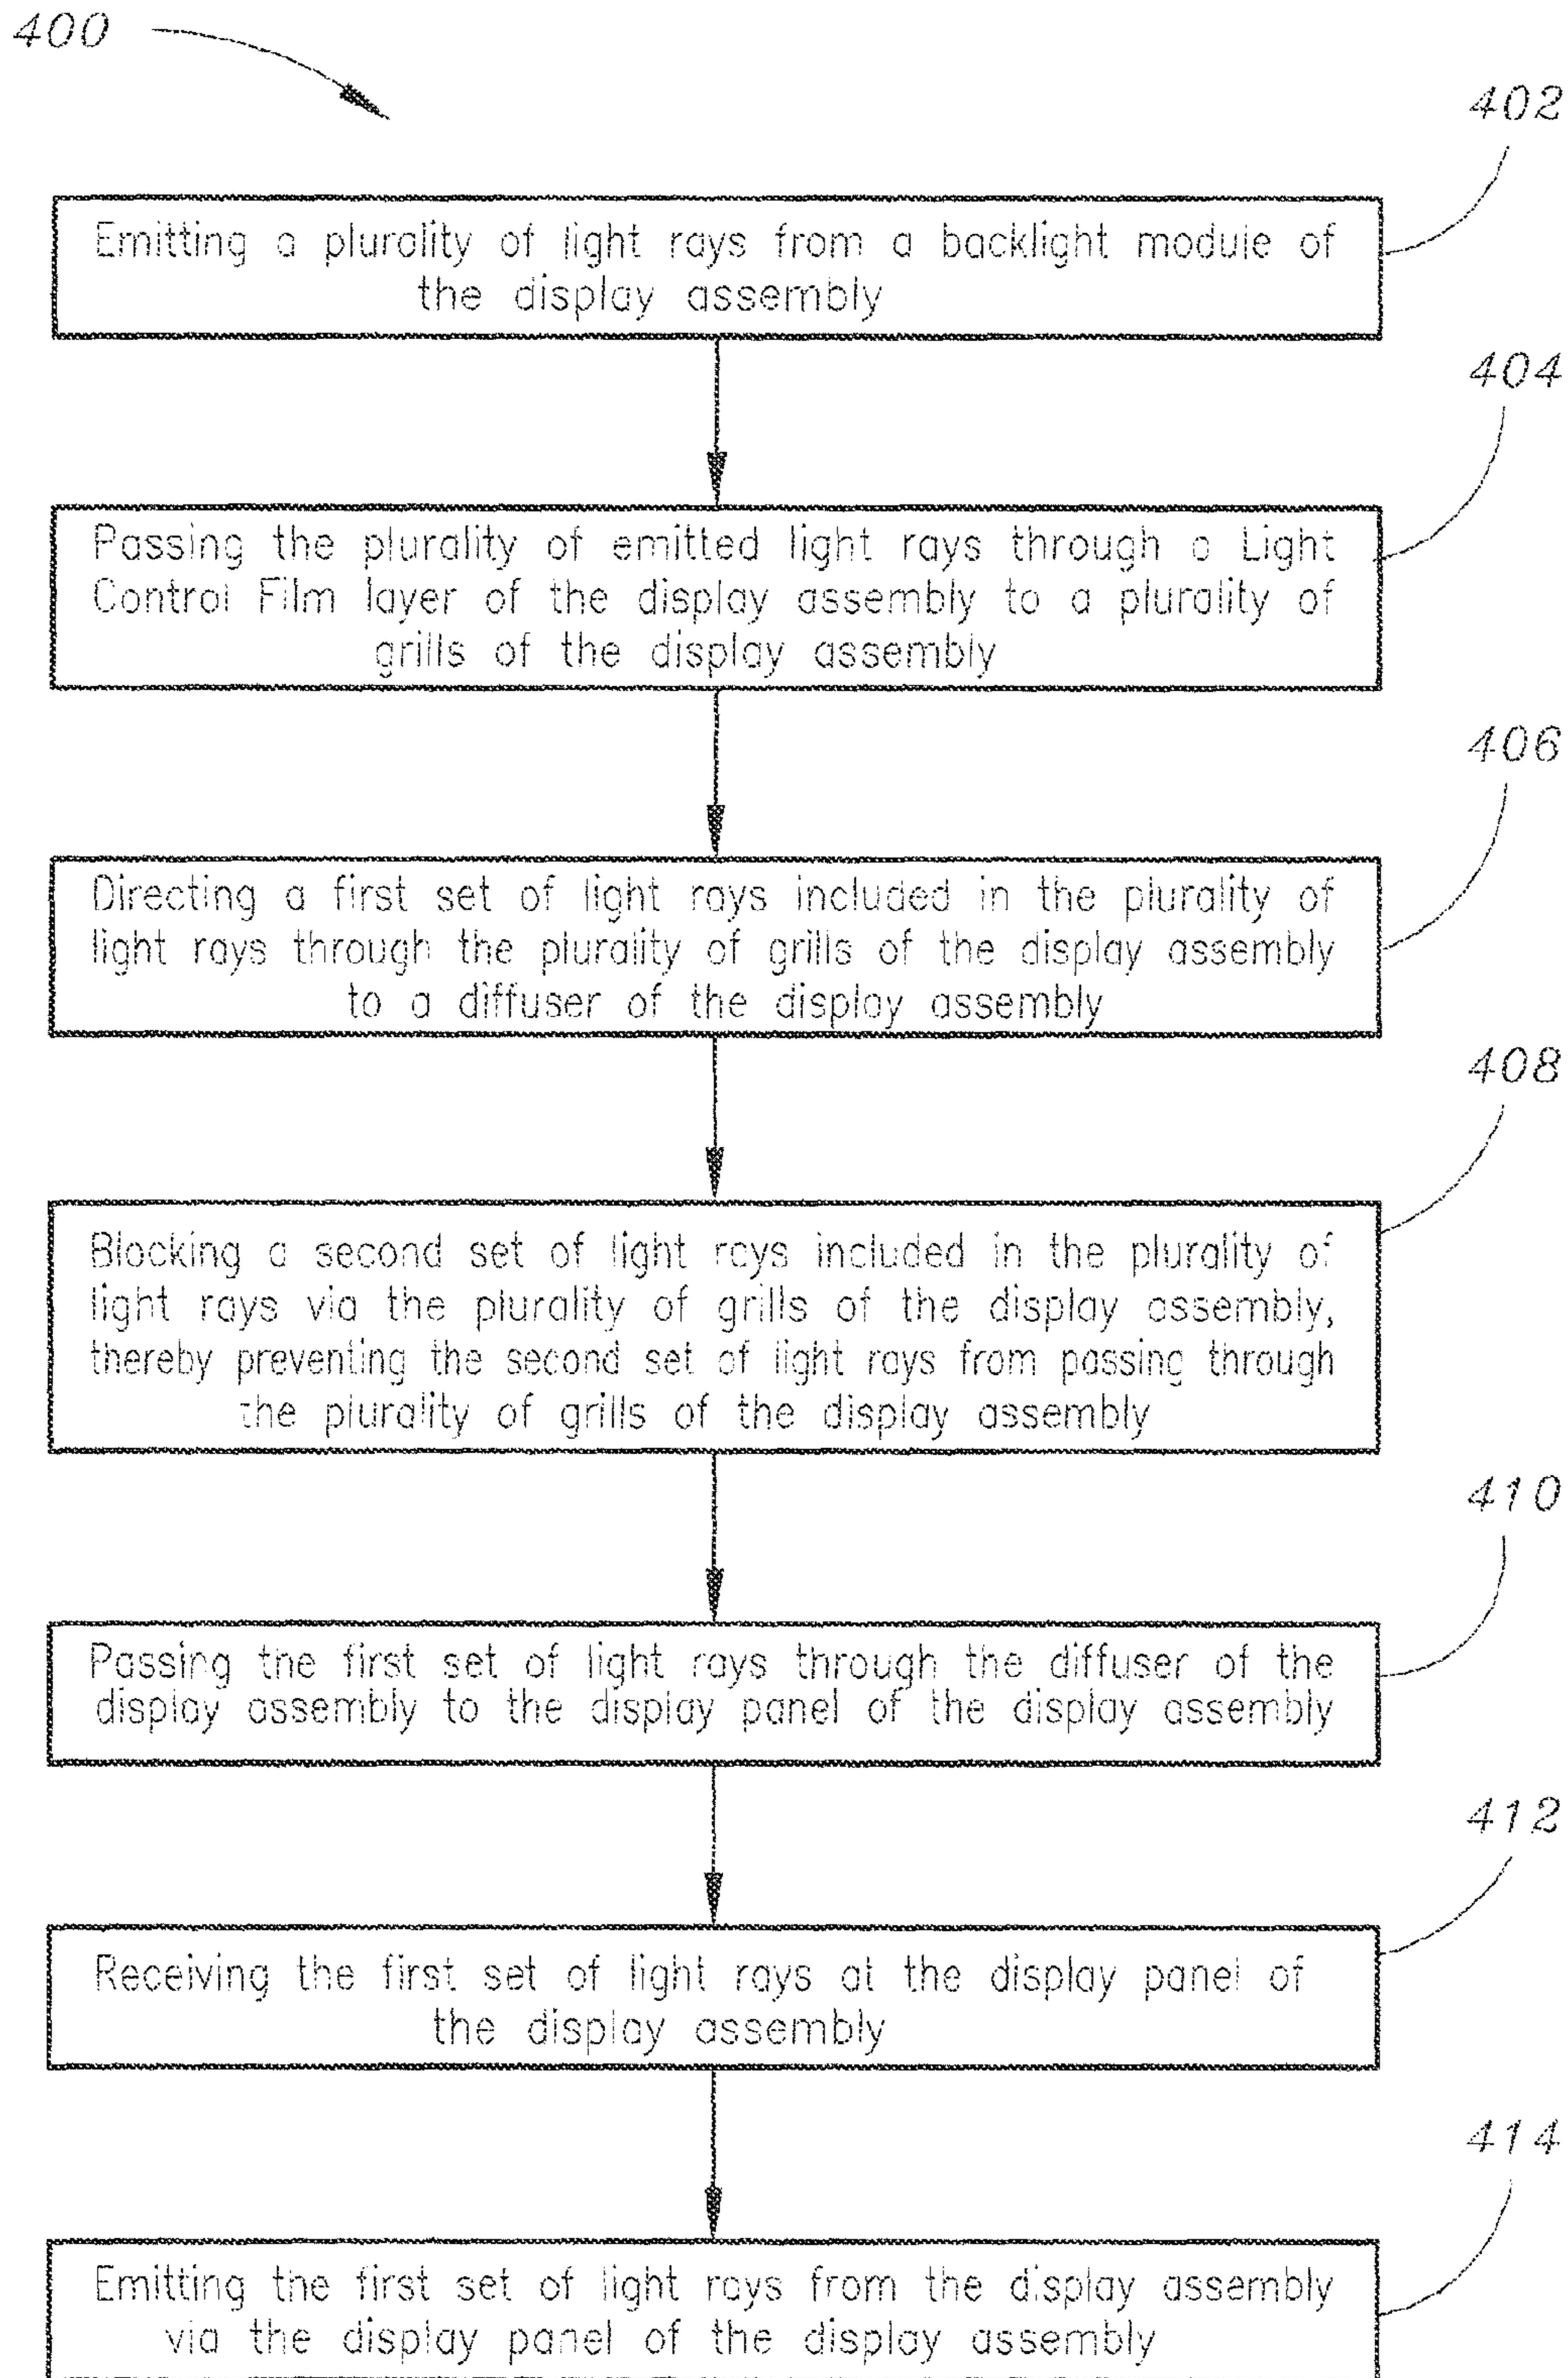 400
402
Emitting a plurality of light rays from a backlight module of
the display assembly
404
Passing the plurality of emitted light rays through a Light
Control Film layer of the display assembly to a plurality of
grills of the display assembly
406
Directing a first set of light rays included in the plurality of
light rays through the plurality of grills of the display assembly
to a diffuser of the display assembly
408
Blocking a second set of light rays included in the plurality of
light rays via the plurality of grills of the display assembly,
thereby preventing the second set of light rays from passing through
the plurality of grills of the display assembly
410
Passing the first set of light rays through the diffuser of the
display assembly to the display panel of the display assembly
412
Receiving the first set of light rays at the display panel of
the display assembly
414
Emitting the first set of light rays from the display assembly
via the display panel of the display assembly